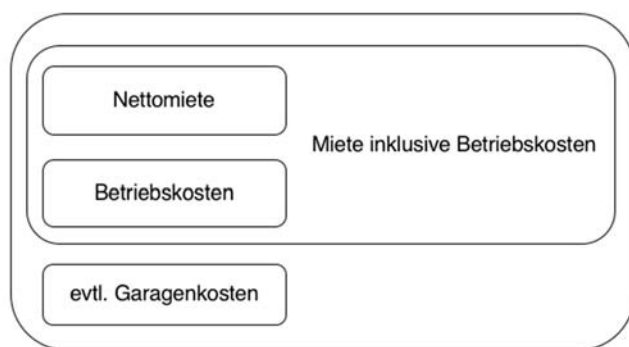 Nettomiete
Miete inklusive Betriebskosten
Betriebskosten
evtl. Garagenkosten